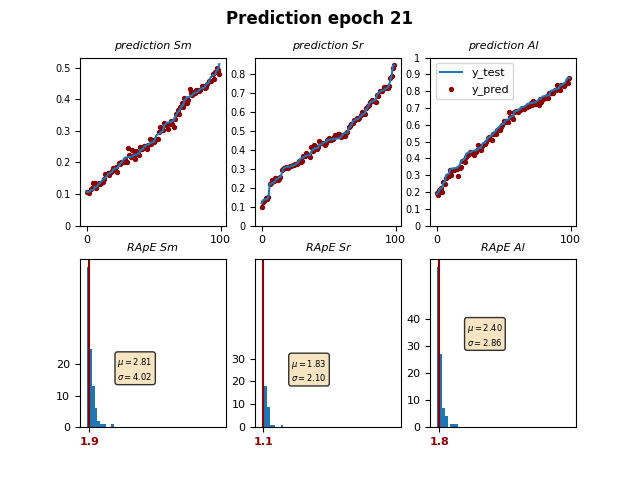 Prediction epoch 21
prediction Sm
prediction Sr
prediction Al
0.5
0.4
0.3
0.2
0.1
0
0 100
0.8
0.7
0.6
0.5
0.4
0.3
0.2
0.1
0
0 100
1
0.9
0.8
0.7
0.6
0.5
0.4
0.3
0.2
0.1
0
0 100
y_test
y_pred
RApE Sm
RApE Sr
RApE Al
20
10
0
μ = 2.81
σ = 4.02
1.9
30
20
10
0
μ = 1.83
σ = 2.10
1.1
40
30
20
10
0
μ = 2.40
σ = 2.86
1.8